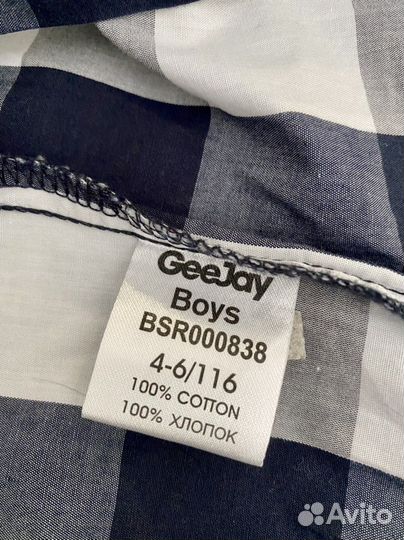 GeeJay
Boys
BSR000838
4-6/116
100% COTTON
100% ХЛОПОК
Avito